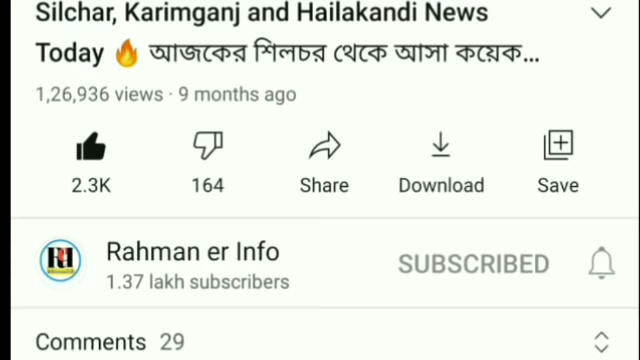 Silchar, Karimganj and Hailakandi News
Today 🔥 আজকের শিলচর থেকে আসা কয়েক...
1,26,936 views · 9 months ago
2.3K 164 Share Download Save
Rahman er Info
SUBSCRIBED
1.37 lakh subscribers
Comments 29